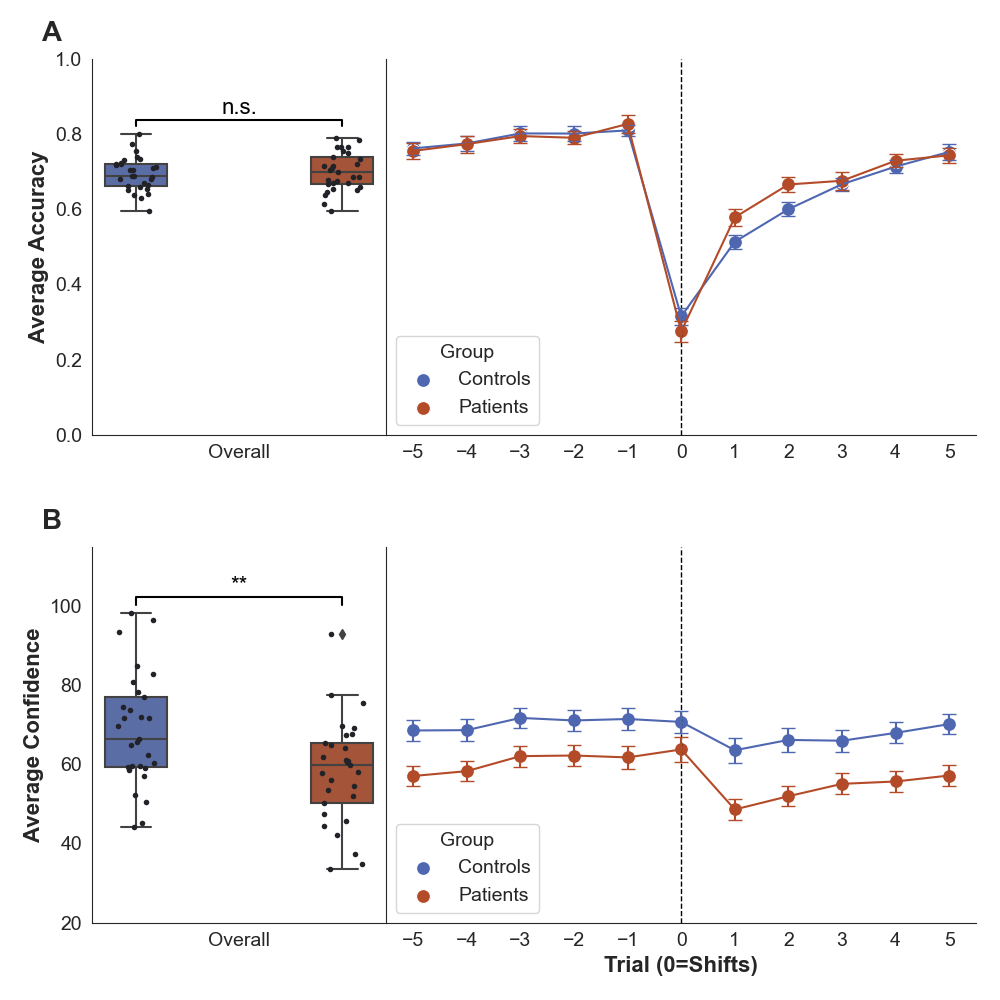 A
Average Accuracy
1.0
0.8
0.6
0.4
0.2
0.0
n.s.
Group
Controls
Patients
Overall
−5 −4 −3 −2 −1 0 1 2 3 4 5
B
Average Confidence
100
80
60
40
20
**
Group
Controls
Patients
Overall
−5 −4 −3 −2 −1 0 1 2 3 4 5
Trial (0=Shifts)